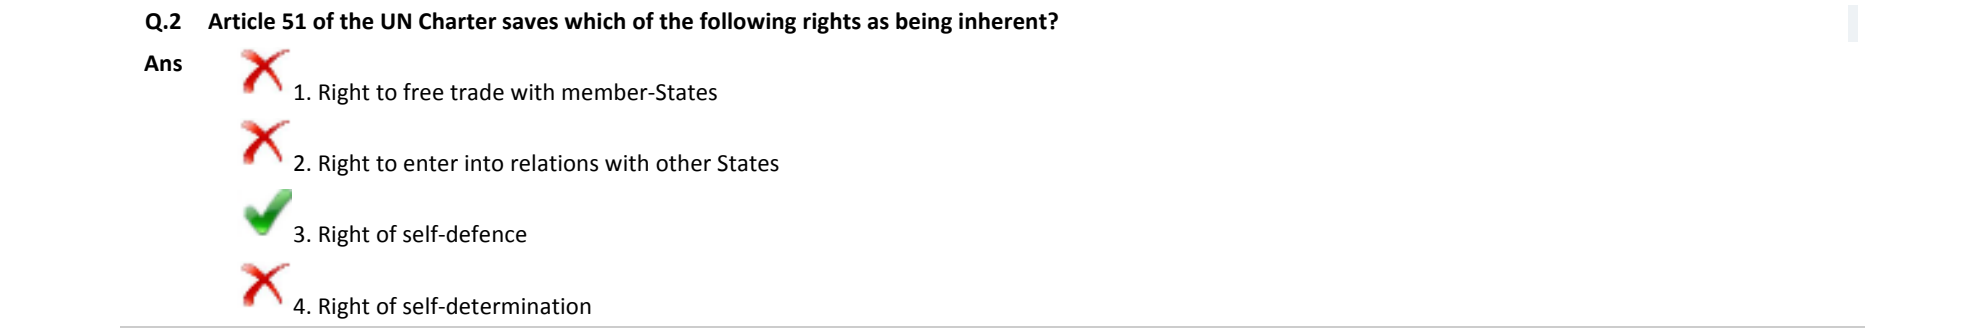 Q.2 Article 51 of the UN Charter saves which of the following rights as being inherent?
Ans
1. Right to free trade with member-States
2. Right to enter into relations with other States
3. Right of self-defence
4. Right of self-determination